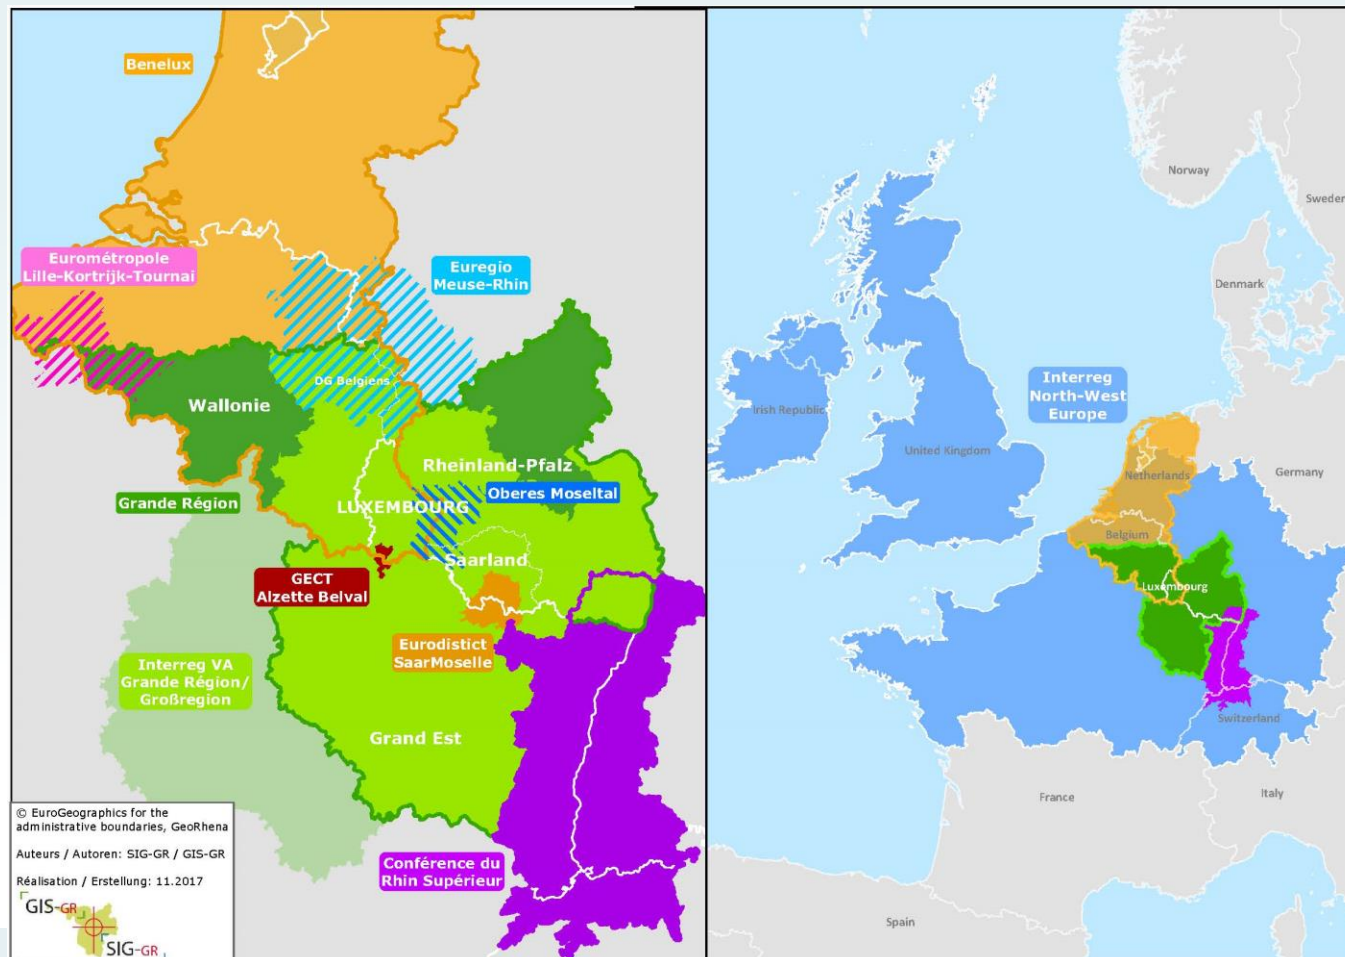 Benelux
Eurométropole
Lille-Kortrijk-Tournai
Euregio
Meuse-Rhin
DG Belgiens
Wallonie
Rheinland-Pfalz
Grande Région
LUXEMBOURG
Oberes Moseltal
Saarland
GECT
Alzette Belval
Eurodistict
SaarMoselle
Interreg VA
Grande Région/
Großregion
Grand Est
Conférence du
Rhin Supérieur
© EuroGeographics for the
administrative boundaries, GeoRhena
Auteurs / Autoren: SIG-GR / GIS-GR
Réalisation / Erstellung: 11.2017
GIS-GR
SIG-GR
Norway
Sweden
Denmark
Interreg
North-West
Europe
Irish Republic
United Kingdom
Netherlands
Germany
Belgium
Luxembourg
Switzerland
France
Italy
Spain